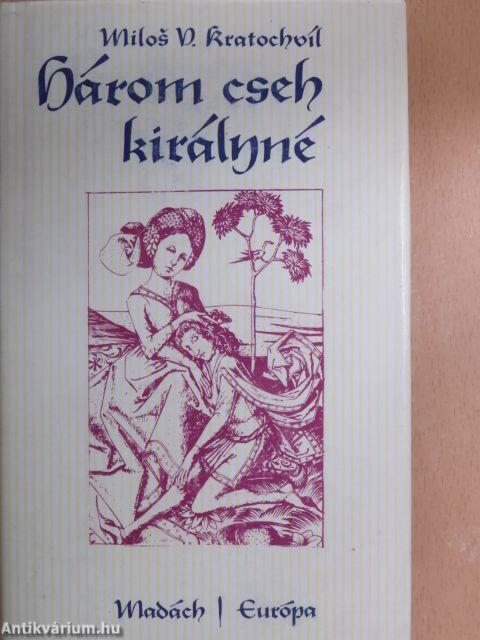 Miloš V. Kratochvíl
Három cseh
királyné
Madách | Európa
Antikvárium.hu